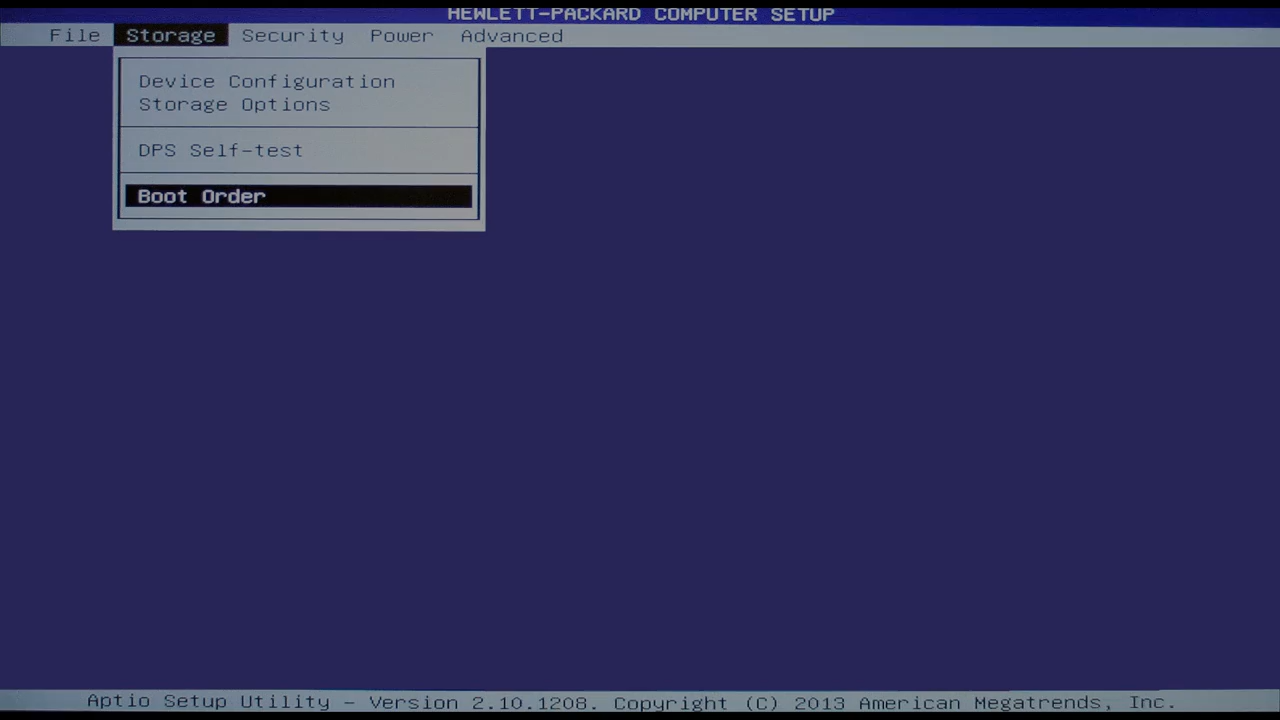 HEWLETT-PACKARD COMPUTER SETUP
File Storage Security Power Advanced
Device Configuration
Storage Options
DPS Self-test
Boot Order
Aptio Setup Utility - Version 2.10.1208. Copyright (C) 2013 American Megatrends, Inc.